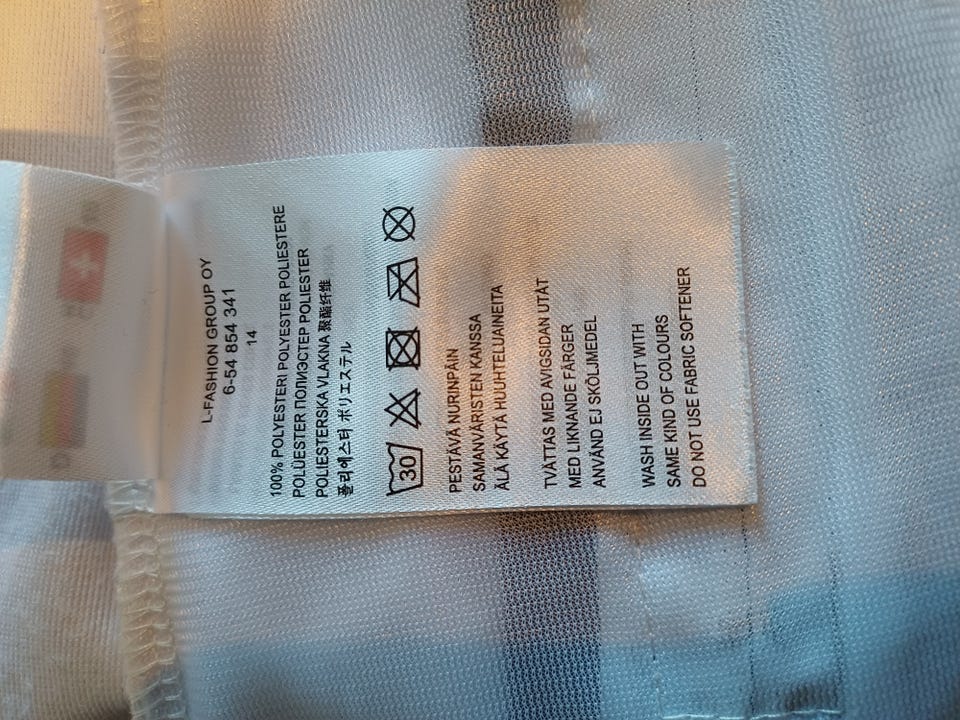 L-FASHION GROUP OY
6-54 854 341
14
100% POLYESTERI POLYESTER POLIESTERE
POLÜESTER ПОЛИЭСТЕР POLIESTER
POLIESTERSKA VLAKNA 聚酯纤维
폴리에스터 ポリエステル
30
PESTÄVÄ NURINPÄIN
SAMANVÄRISTEN KANSSA
ÄLÄ KÄYTÄ HUUHTELUAINEITA
TVÄTTAS MED AVIGSIDAN UTÅT
MED LIKNANDE FÄRGER
ANVÄND EJ SKÖLJMEDEL
WASH INSIDE OUT WITH
SAME KIND OF COLOURS
DO NOT USE FABRIC SOFTENER